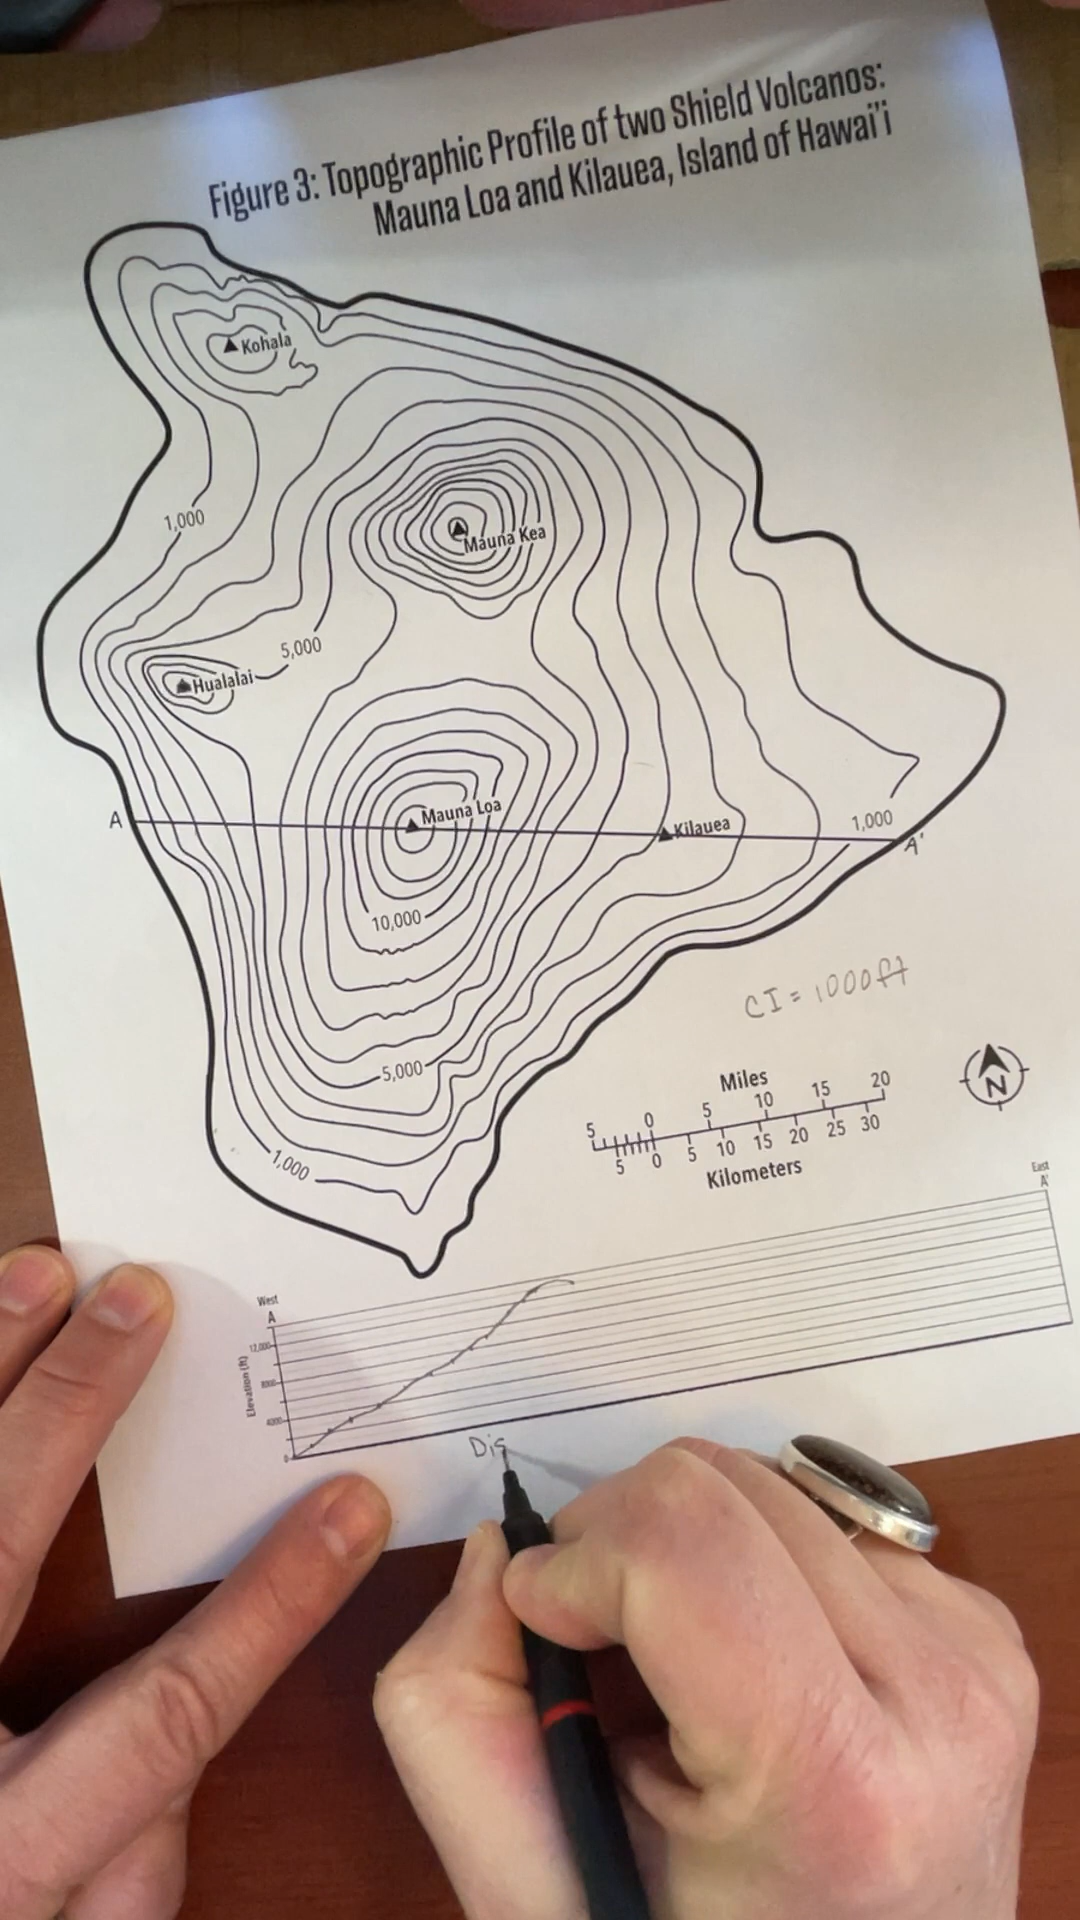 Figure 3: Topographic Profile of two Shield Volcanos:
Mauna Loa and Kilauea, Island of Hawai'i
Kohala
1,000
Mauna Kea
5,000
Hualalai
A
Mauna Loa
Kilauea
1,000
A'
10,000
CI = 1000ft
5,000
Miles
5 0 5 10 15 20
5 0 5 10 15 20 25 30
Kilometers
N
1,000
East
A'
West
A
12,000
8000
4000
0
Elevation (ft)
Dis